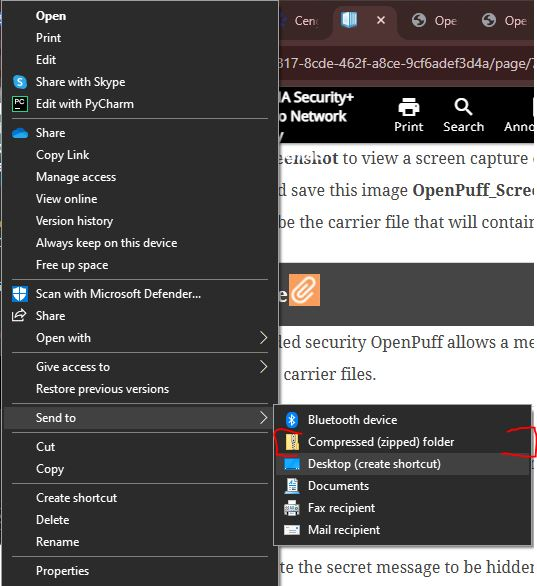 Open
Print
Edit
Share with Skype
Edit with PyCharm
Share
Copy Link
Manage access
View online
Version history
Always keep on this device
Free up space
Scan with Microsoft Defender...
Share
Open with
Give access to
Restore previous versions
Send to
Cut
Copy
Create shortcut
Delete
Rename
Properties
Bluetooth device
Compressed (zipped) folder
Desktop (create shortcut)
Documents
Fax recipient
Mail recipient
Cenc
Ope
Ope
317-8cde-462f-a8ce-9cf6adef3d4a/page/7
IA Security+
o Network
y
Print
Search
Anno
eenshot to view a screen capture
d save this image OpenPuff_Scree
be the carrier file that will contain
e
ded security OpenPuff allows a me
carrier files.
te the secret message to be hidden